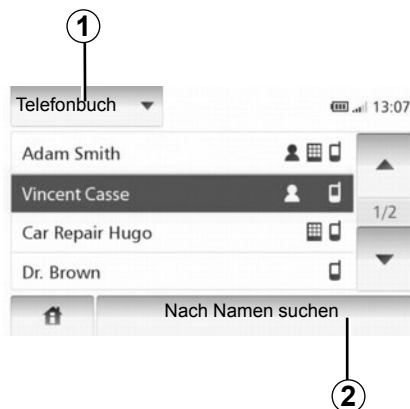 1
Telefonbuch 13:07
Adam Smith
Vincent Casse
1/2
Car Repair Hugo
Dr. Brown
Nach Namen suchen
2